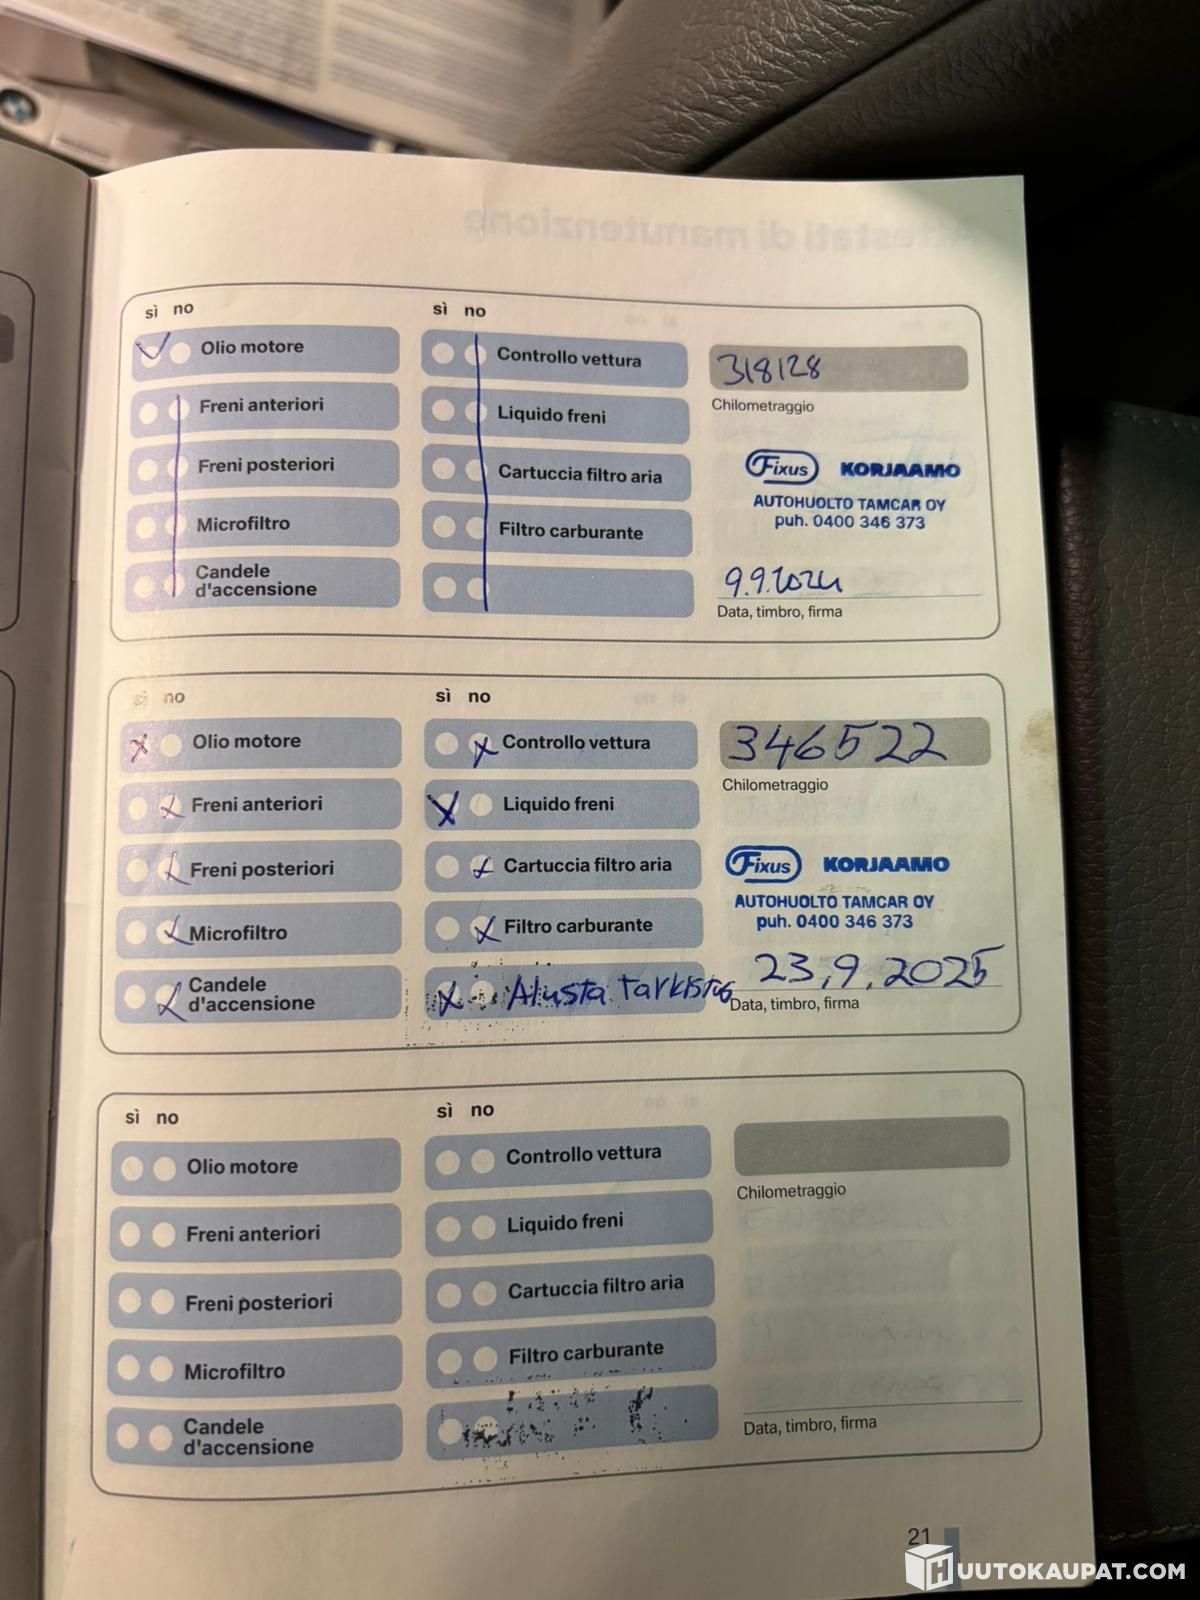 sì no
Olio motore
Freni anteriori
Freni posteriori
Microfiltro
Candele
d'accensione
sì no
Controllo vettura
Liquido freni
Cartuccia filtro aria
Filtro carburante
318128
Chilometraggio
Fixus KORJAAMO
AUTOHUOLTO TAMCAR OY
puh. 0400 346 373
9.9.2024
Data, timbro, firma
sì no
Olio motore
Freni anteriori
Freni posteriori
Microfiltro
Candele
d'accensione
sì no
Controllo vettura
Liquido freni
Cartuccia filtro aria
Filtro carburante
Alusta tarkistus
346522
Chilometraggio
Fixus KORJAAMO
AUTOHUOLTO TAMCAR OY
puh. 0400 346 373
23.9.2025
Data, timbro, firma
sì no
Olio motore
Freni anteriori
Freni posteriori
Microfiltro
Candele
d'accensione
sì no
Controllo vettura
Liquido freni
Cartuccia filtro aria
Filtro carburante
Chilometraggio
Data, timbro, firma
21
HUUTOKAUPAT.COM